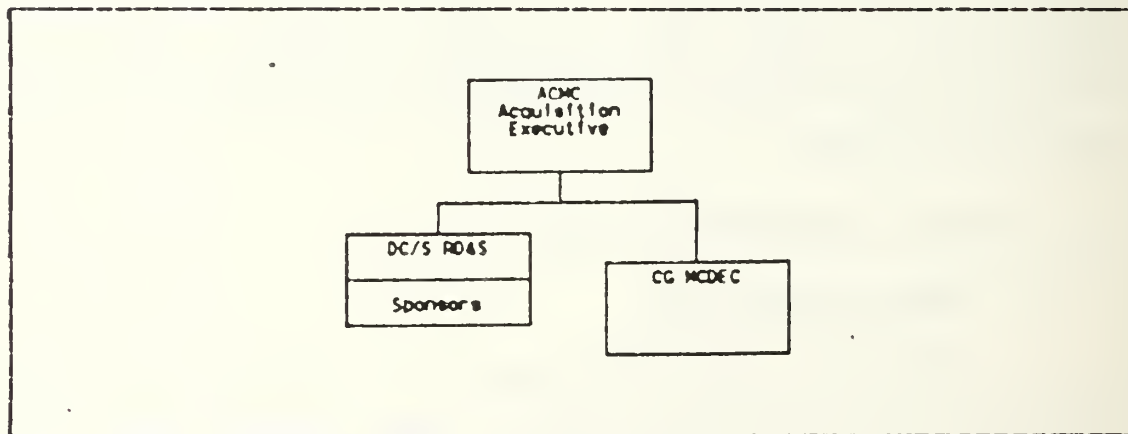 ACMC
Acquisition
Executive
DC/S RD&S
Sponsors
CG MCDEC